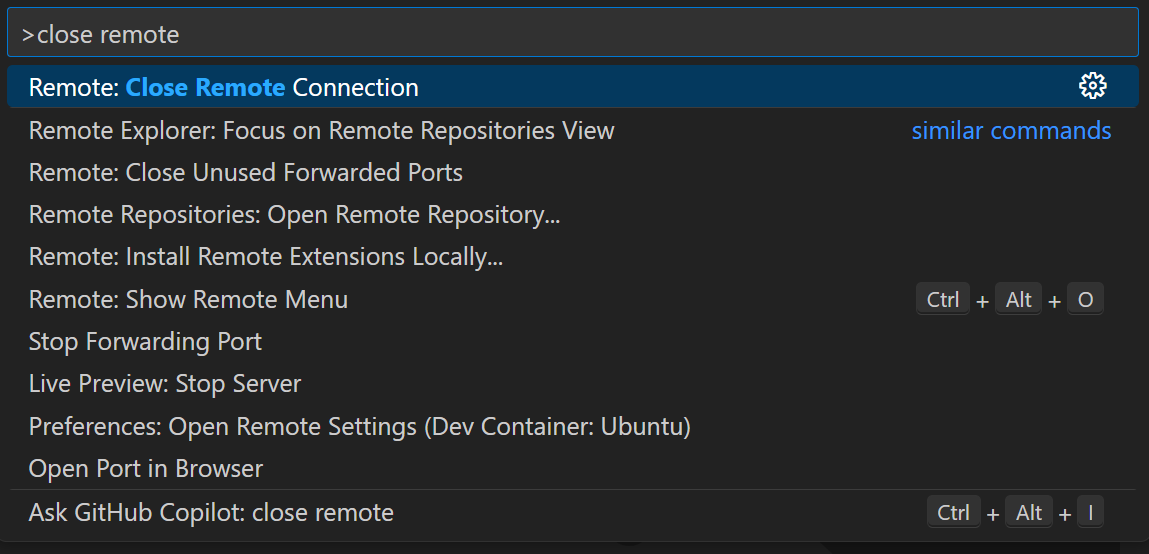 >close remote
Remote: Close Remote Connection
Remote Explorer: Focus on Remote Repositories View similar commands
Remote: Close Unused Forwarded Ports
Remote Repositories: Open Remote Repository...
Remote: Install Remote Extensions Locally...
Remote: Show Remote Menu Ctrl + Alt + O
Stop Forwarding Port
Live Preview: Stop Server
Preferences: Open Remote Settings (Dev Container: Ubuntu)
Open Port in Browser
Ask GitHub Copilot: close remote Ctrl + Alt + I